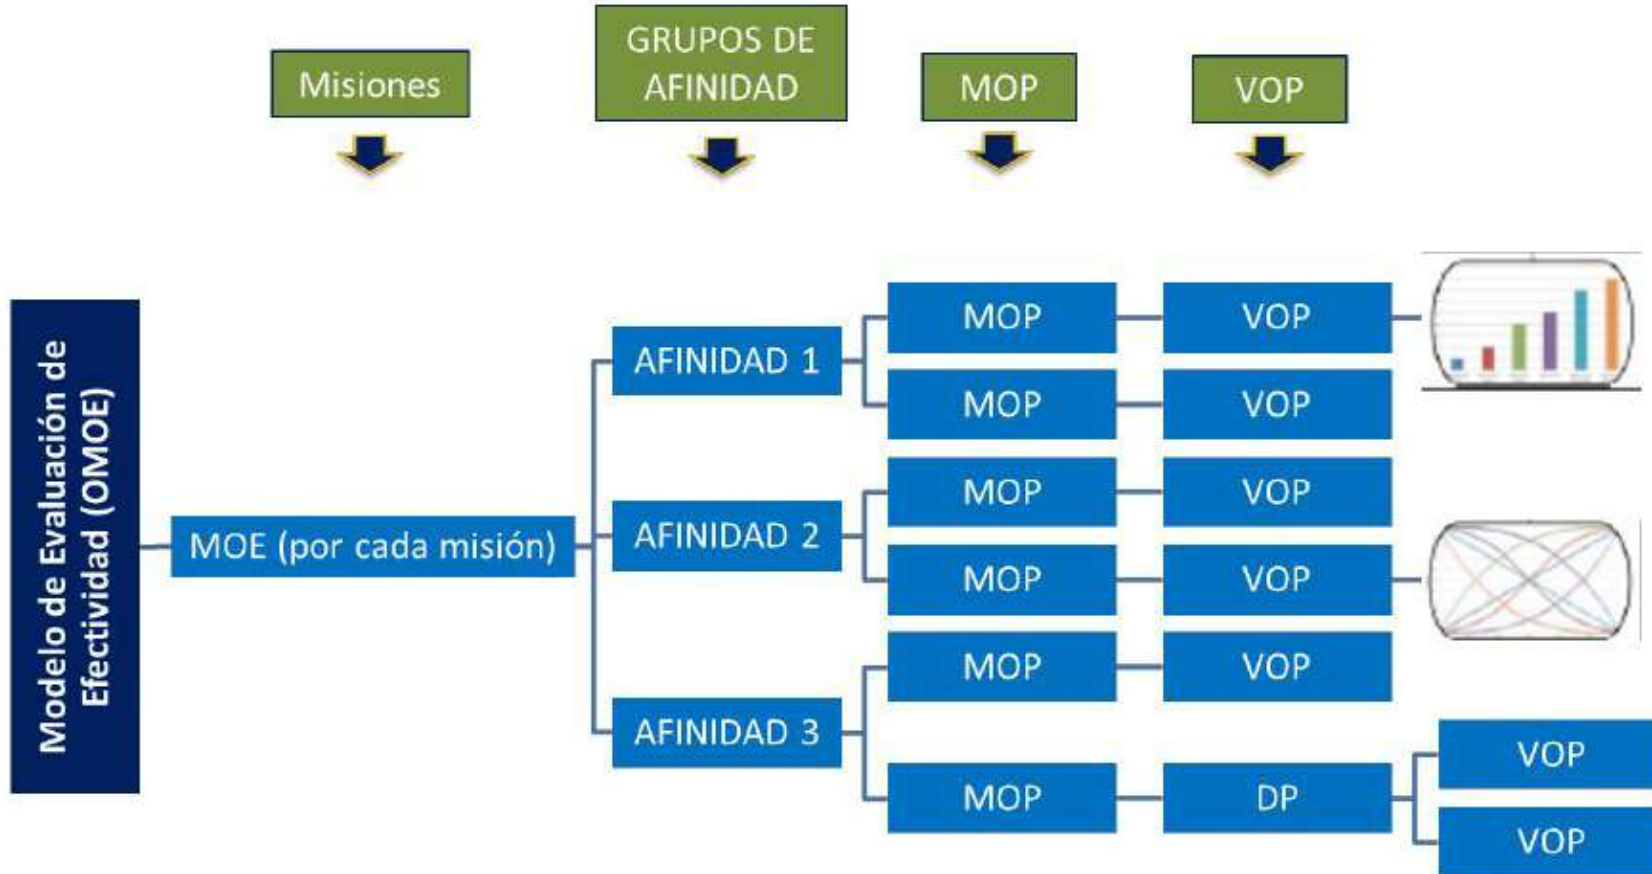 Misiones
GRUPOS DE
AFINIDAD
MOP
VOP
Modelo de Evaluación de
Efectividad (OMOE)
MOE (por cada misión)
AFINIDAD 1
MOP
VOP
MOP
VOP
AFINIDAD 2
MOP
VOP
MOP
VOP
AFINIDAD 3
MOP
VOP
MOP
DP
VOP
VOP